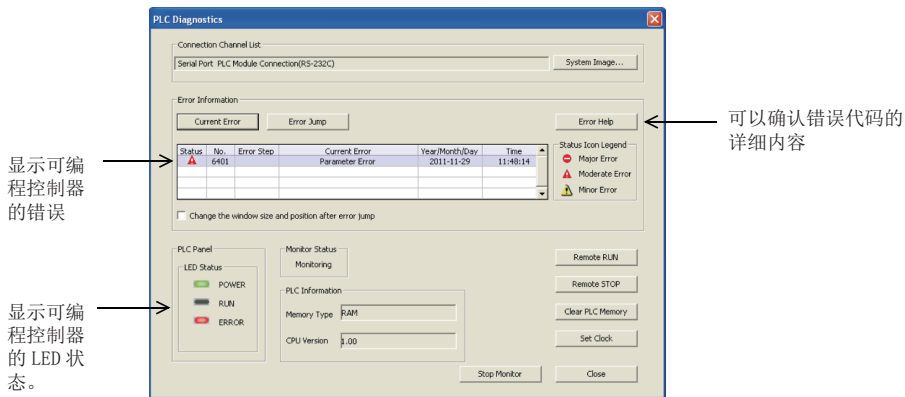 PLC Diagnostics
Connection Channel List
Serial Port PLC Module Connection(RS-232C)
System Image...
Error Information
Current Error
Error Jump
Error Help
可以确认错误代码的
详细内容
Status No. Error Step Current Error Year/Month/Day Time
6401 Parameter Error 2011-11-29 11:48:14
Status Icon Legend
Major Error
Moderate Error
Minor Error
显示可编
程控制器
的错误
Change the window size and position after error jump
PLC Panel
LED Status
POWER
RUN
ERROR
显示可编
程控制器
的 LED 状
态。
Monitor Status
Monitoring
PLC Information
Memory Type RAM
CPU Version 1.00
Remote RUN
Remote STOP
Clear PLC Memory
Set Clock
Stop Monitor
Close